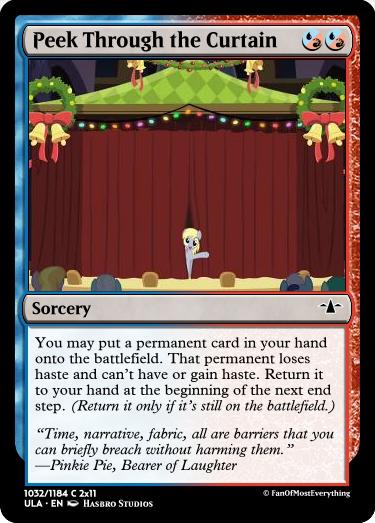 Peek Through the Curtain
Sorcery
You may put a permanent card in your hand
onto the battlefield. That permanent loses
haste and can't have or gain haste. Return it
to your hand at the beginning of the next end
step. (Return it only if it's still on the battlefield.)
"Time, narrative, fabric, all are barriers that you
can briefly breach without harming them."
—Pinkie Pie, Bearer of Laughter
1032/1184 C 2x11
ULA · EN Hasbro Studios
© FanOfMostEverything